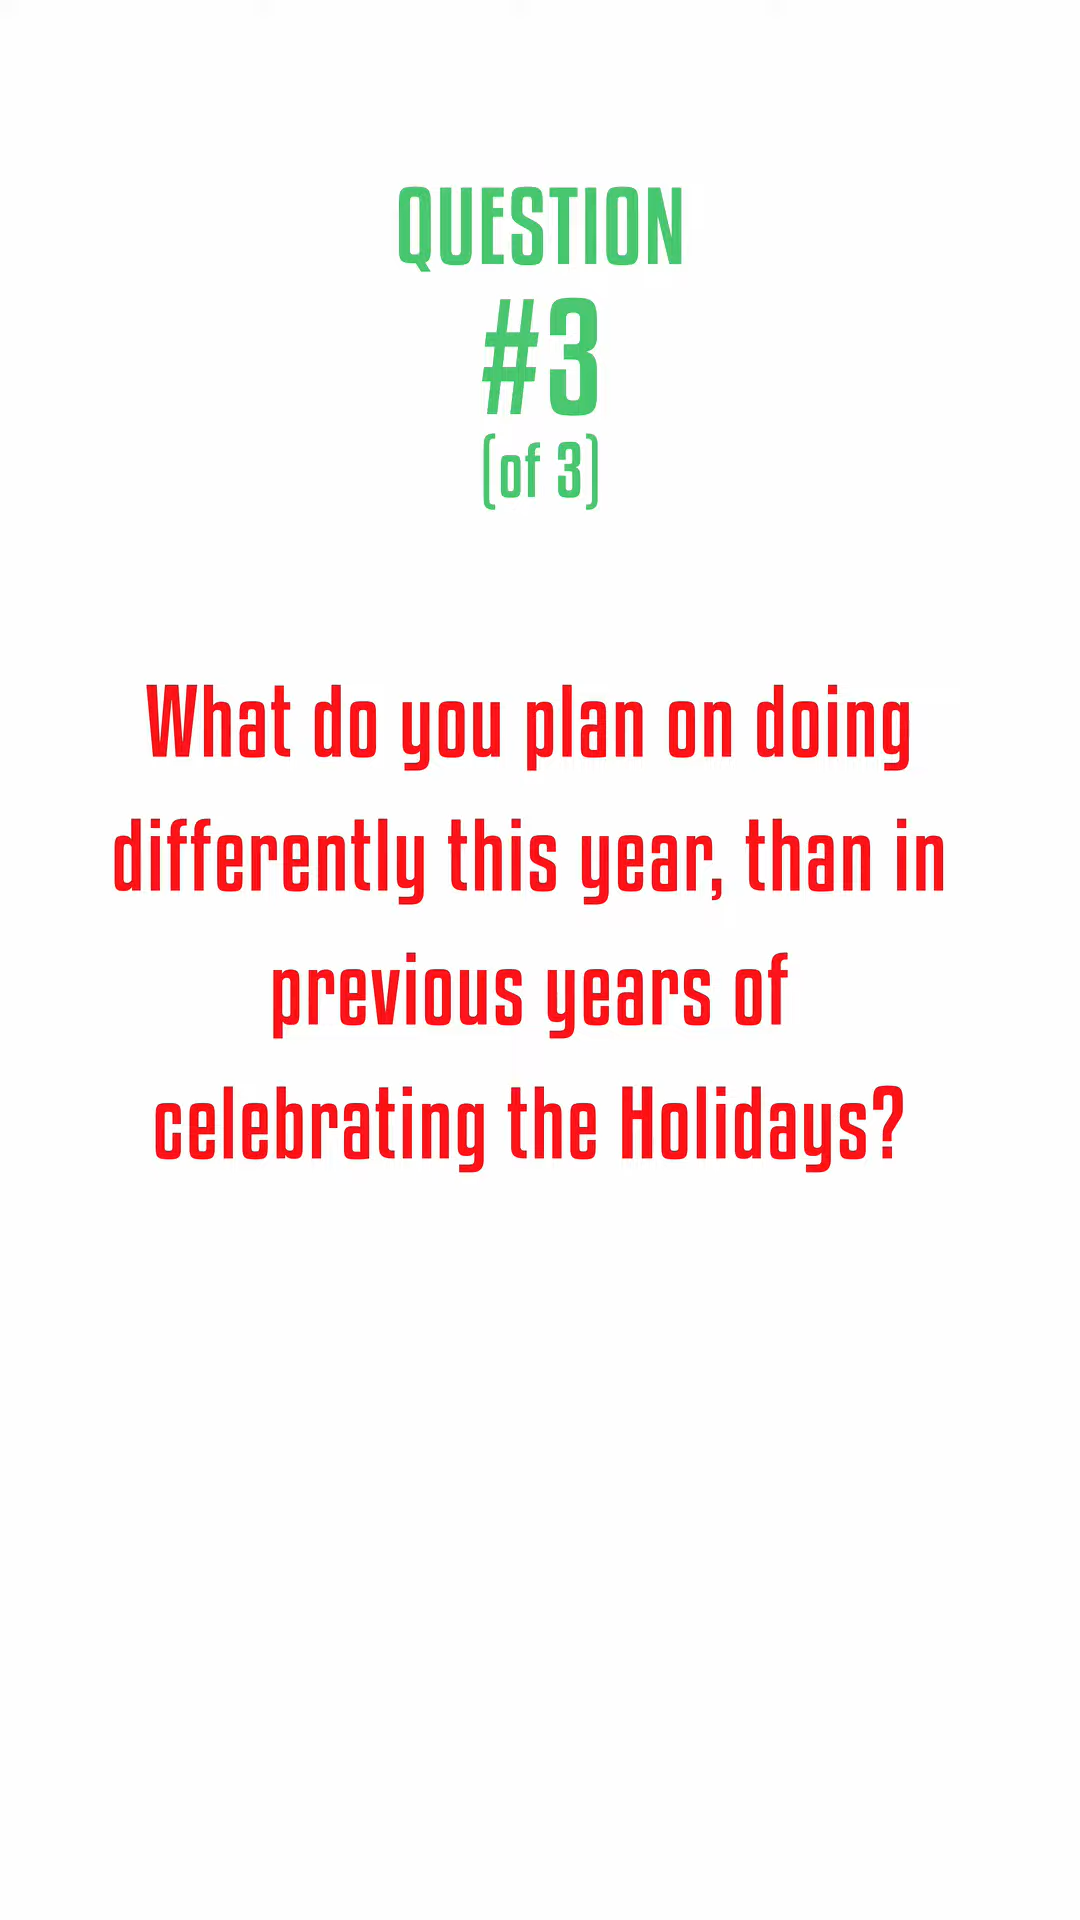 QUESTION
#3
(of 3)
What do you plan on doing
differently this year, than in
previous years of
celebrating the Holidays?